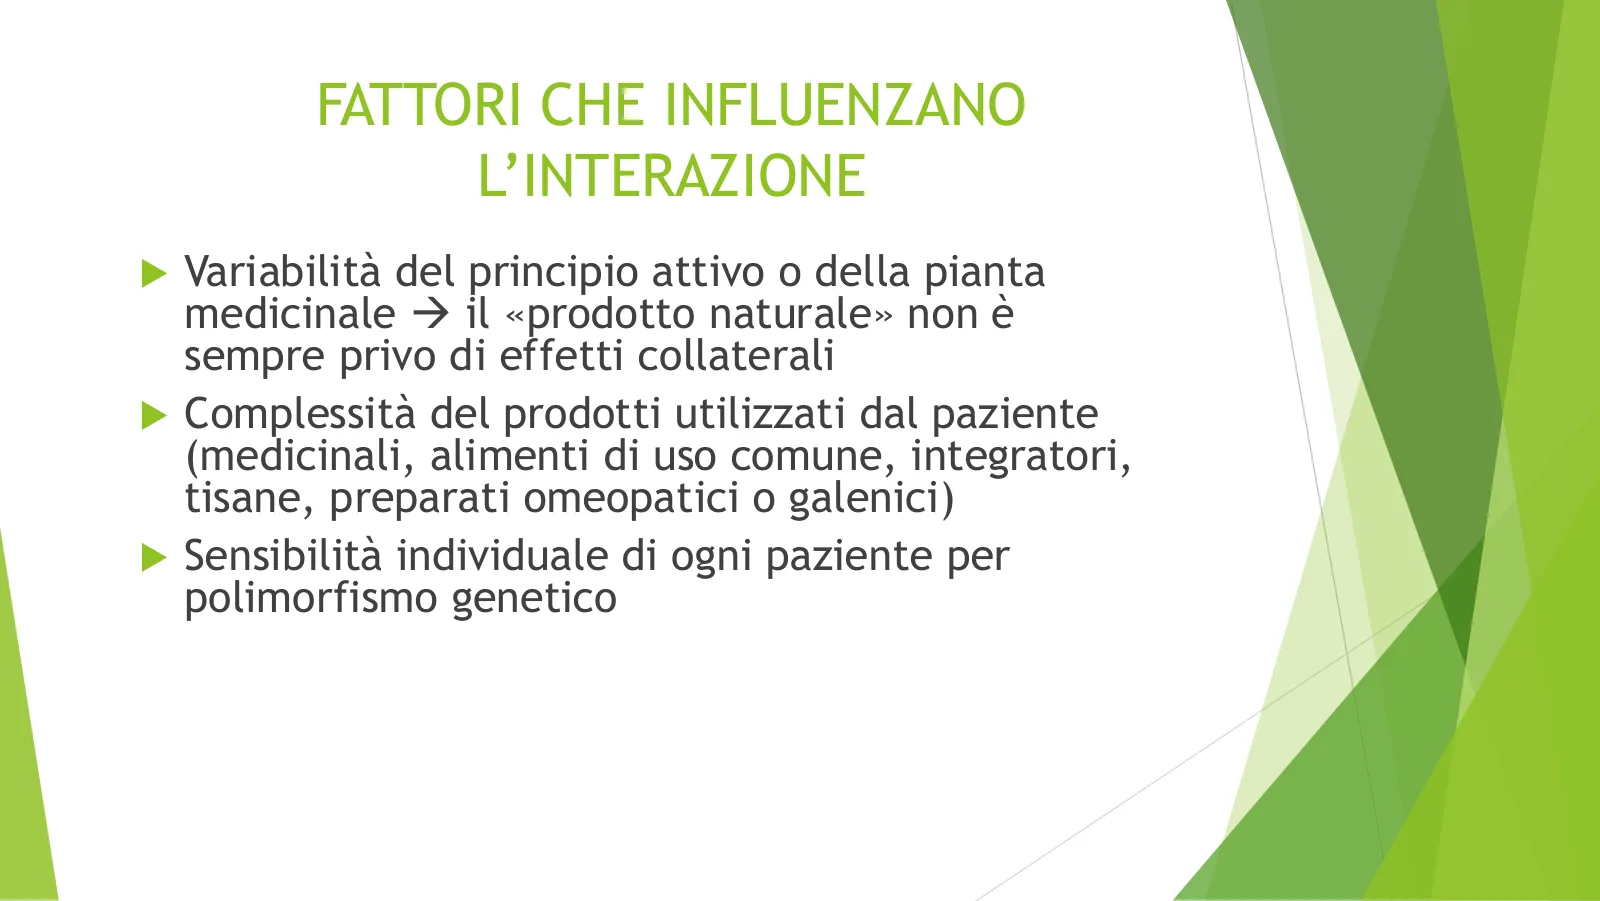 FATTORI CHE INFLUENZANO
L’INTERAZIONE
Variabilità del principio attivo o della pianta
medicinale → il «prodotto naturale» non è
sempre privo di effetti collaterali
Complessità del prodotti utilizzati dal paziente
(medicinali, alimenti di uso comune, integratori,
tisane, preparati omeopatici o galenici)
Sensibilità individuale di ogni paziente per
polimorfismo genetico